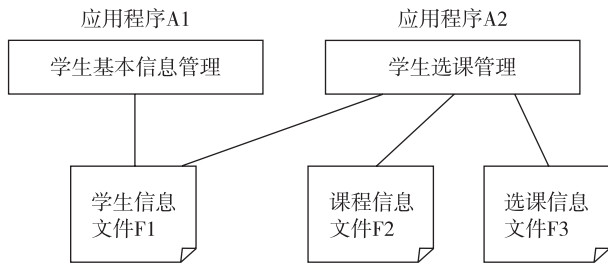 应用程序A1
应用程序A2
学生基本信息管理
学生选课管理
学生信息
文件F1
课程信息
文件F2
选课信息
文件F3